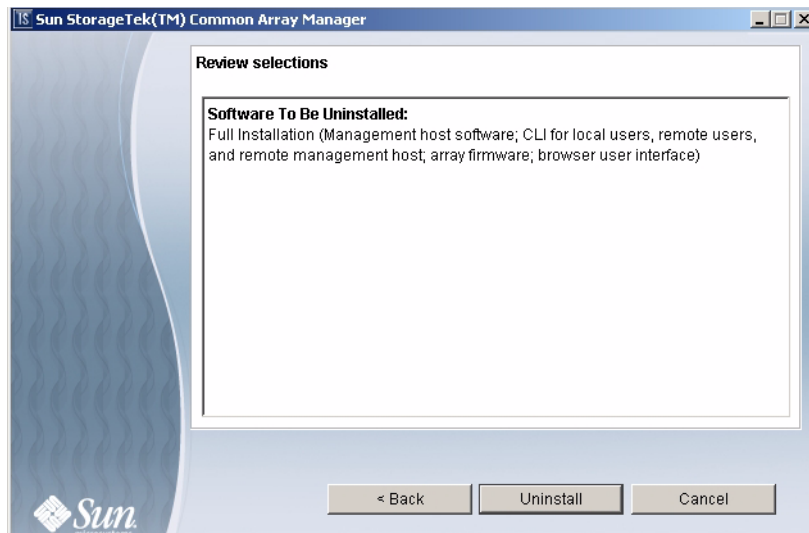 Sun StorageTek(TM) Common Array Manager
Review selections
Software To Be Uninstalled:
Full Installation (Management host software; CLI for local users, remote users,
and remote management host; array firmware; browser user interface)
< Back
Uninstall
Cancel
Sun
microsystems